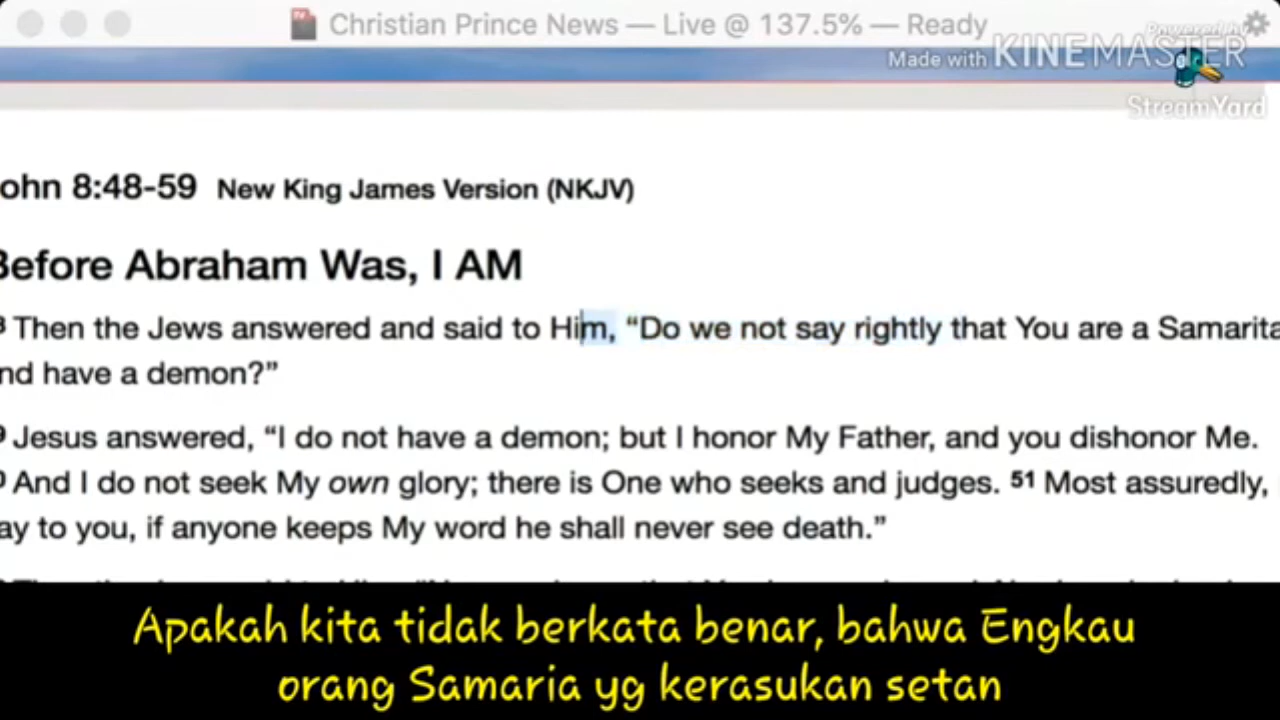 Christian Prince News — Live @ 137.5% — Ready
Powered by
Made with KINEMASTER
StreamYard
ohn 8:48-59 New King James Version (NKJV)
Before Abraham Was, I AM
Then the Jews answered and said to Him, “Do we not say rightly that You are a Samarita
nd have a demon?”
Jesus answered, “I do not have a demon; but I honor My Father, and you dishonor Me.
And I do not seek My own glory; there is One who seeks and judges. 51 Most assuredly,
ay to you, if anyone keeps My word he shall never see death.”
Apakah kita tidak berkata benar, bahwa Engkau
orang Samaria yg kerasukan setan